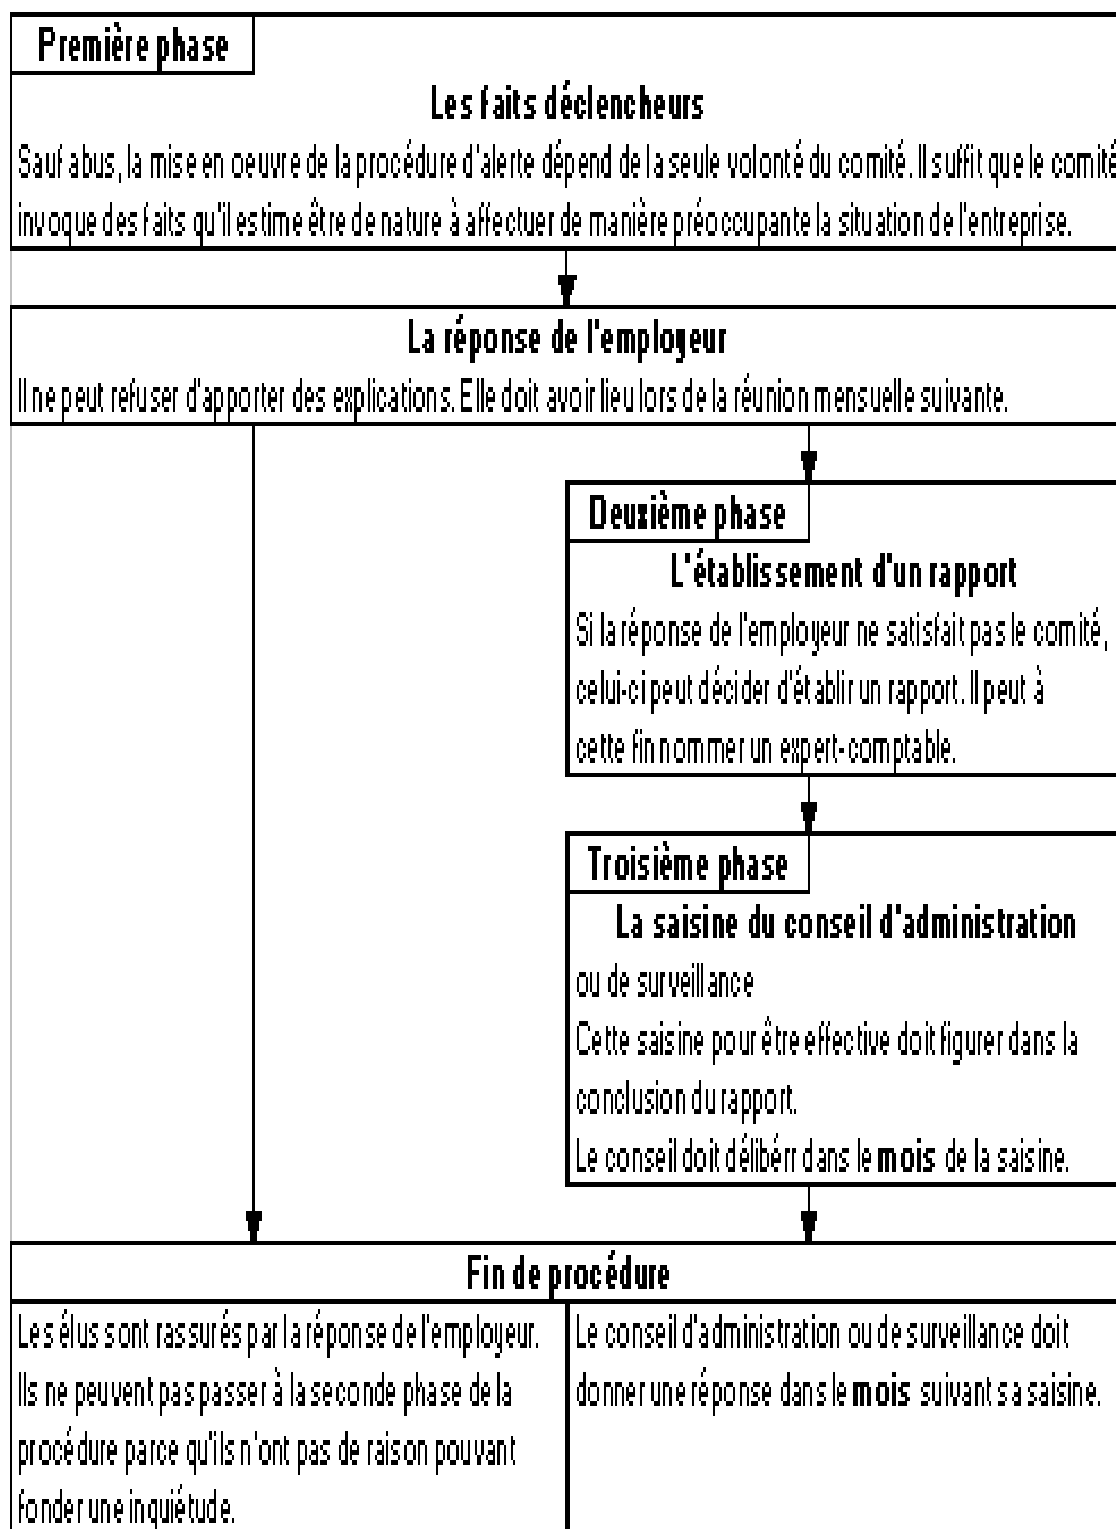 Première phase
Les faits déclencheurs
Sauf abus, la mise en oeuvre de la procédure d'alerte dépend de la seule volonté du comité. Il suffit que le comité
invoque des faits qu'il estime être de nature à affectuer de manière préoccupante la situation de l'entreprise.
La réponse de l'employeur
Il ne peut refuser d'apporter des explications. Elle doit avoir lieu lors de la réunion mensuelle suivante.
Deuxième phase
L'établissement d'un rapport
Si la réponse de l'employeur ne satisfait pas le comité,
celui-ci peut décider d'établir un rapport. Il peut à
cette fin nommer un expert-comptable.
Troisième phase
La saisine du conseil d'administration
ou de surveillance
Cette saisine pour être effective doit figurer dans la
conclusion du rapport.
Le conseil doit délibérr dans le mois de la saisine.
Fin de procédure
Les élus sont rassurés par la réponse de l'employeur.
Ils ne peuvent pas passer à la seconde phase de la
procédure parce qu'ils n'ont pas de raison pouvant
fonder une inquiétude.
Le conseil d'administration ou de surveillance doit
donner une réponse dans le mois suivant sa saisine.